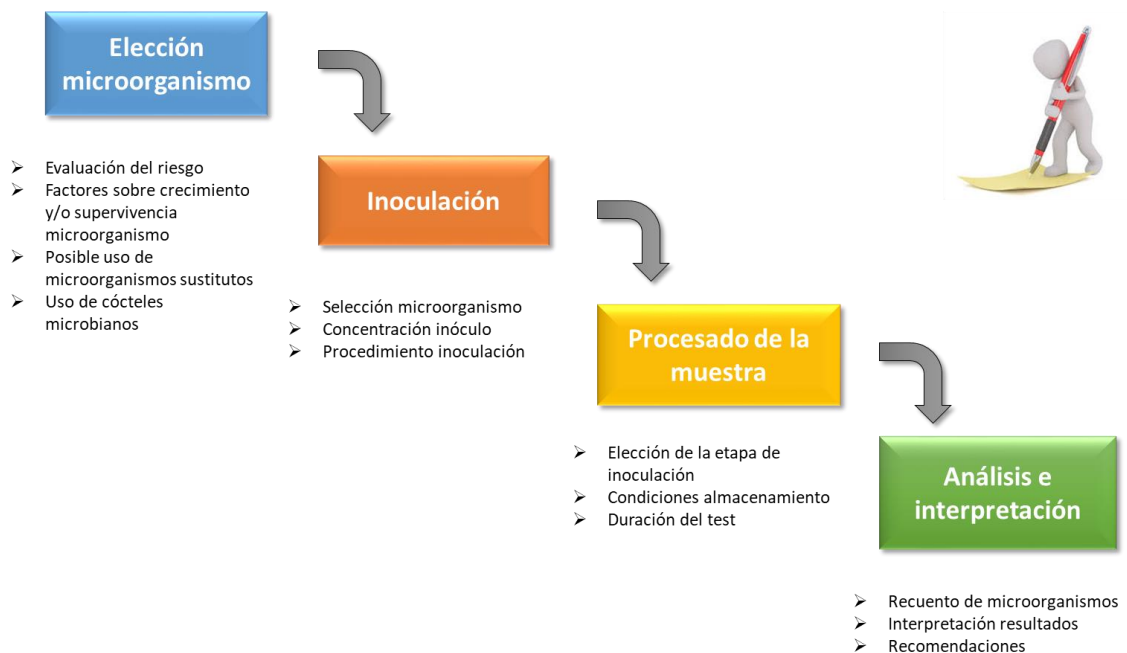 Elección
microorganismo
Evaluación del riesgo
Factores sobre crecimiento
y/o supervivencia
microorganismo
Posible uso de
microorganismos sustitutos
Uso de cócteles
microbianos
Inoculación
Selección microorganismo
Concentración inóculo
Procedimiento inoculación
Procesado de la
muestra
Elección de la etapa de
inoculación
Condiciones almacenamiento
Duración del test
Análisis e
interpretación
Recuento de microorganismos
Interpretación resultados
Recomendaciones